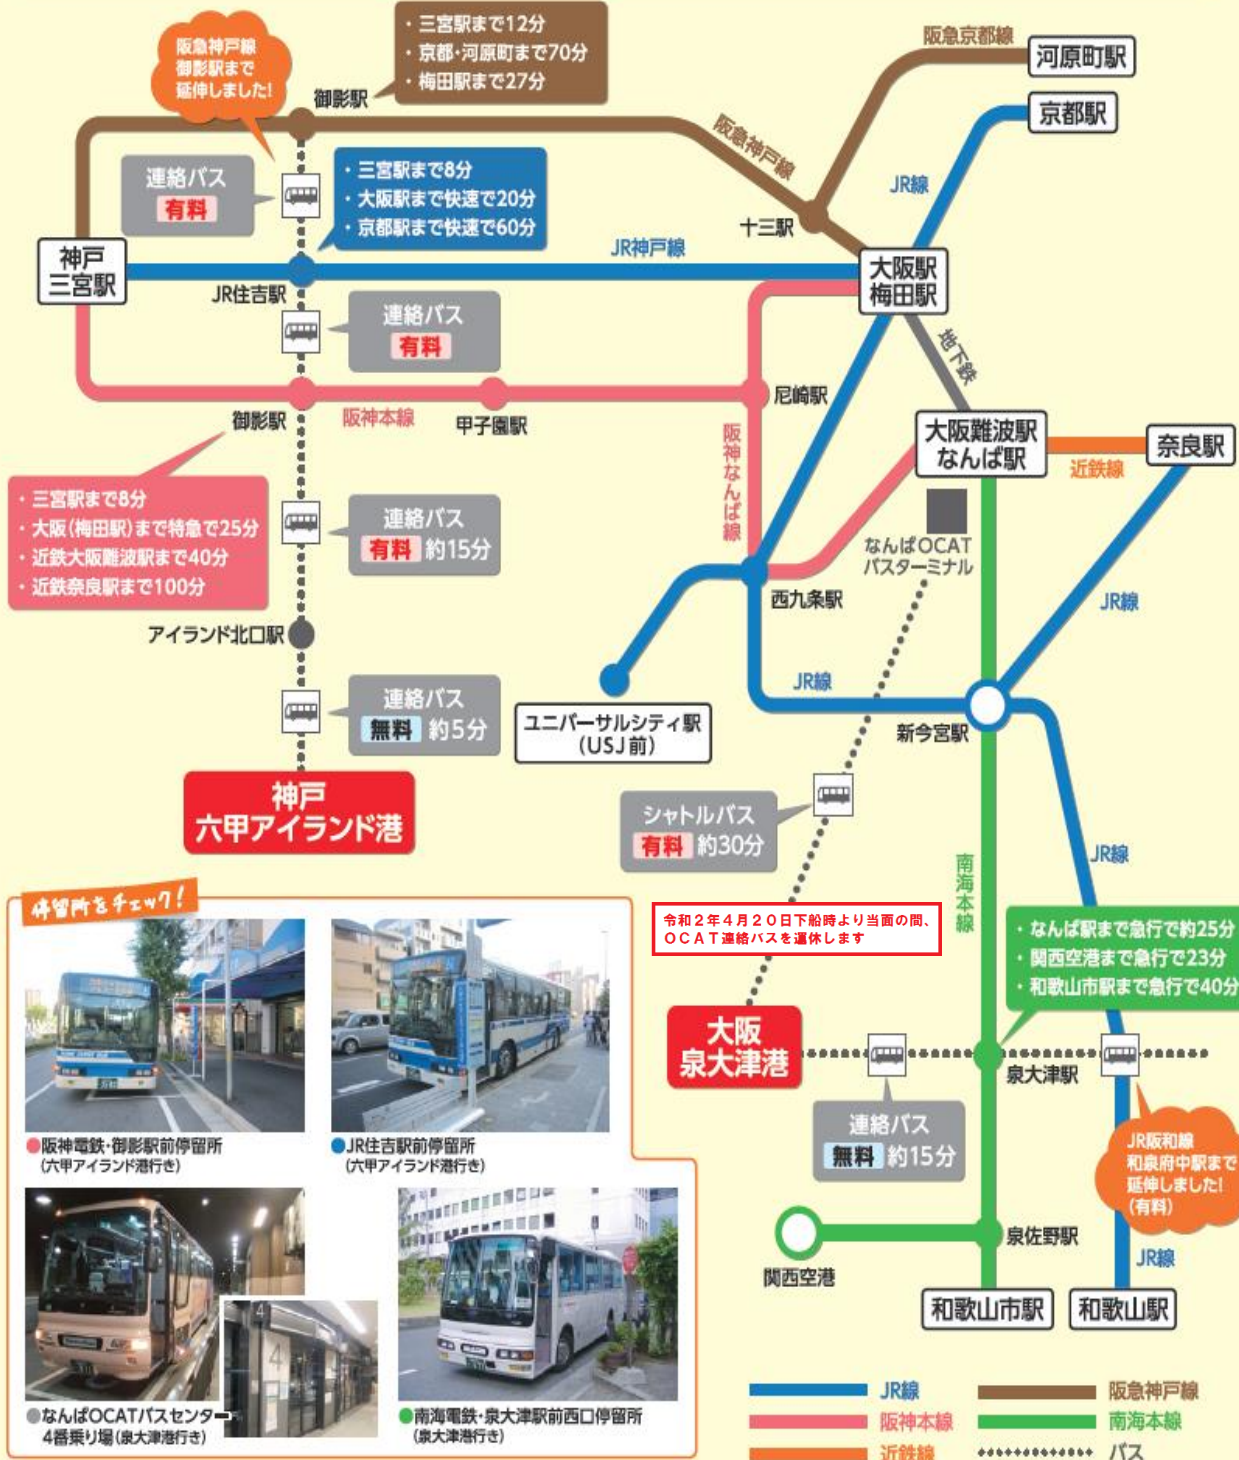 阪急神戸線
御影駅まで
延伸しました!
・三宮駅まで12分
・京都・河原町まで70分
・梅田駅まで27分
御影駅
阪急京都線
河原町駅
京都駅
阪急神戸線
JR線
連絡バス
有料
・三宮駅まで8分
・大阪駅まで快速で20分
・京都駅まで快速で60分
十三駅
神戸
三宮駅
JR神戸線
大阪駅
梅田駅
JR住吉駅
連絡バス
有料
地下鉄
御影駅
阪神本線
甲子園駅
尼崎駅
阪神なんば線
大阪難波駅
なんば駅
近鉄線
奈良駅
・三宮駅まで8分
・大阪(梅田駅)まで特急で25分
・近鉄大阪難波駅まで40分
・近鉄奈良駅まで100分
連絡バス
有料 約15分
なんばOCAT
バスターミナル
西九条駅
JR線
アイランド北口駅
連絡バス
無料 約5分
ユニバーサルシティ駅
(USJ前)
JR線
新今宮駅
神戸
六甲アイランド港
シャトルバス
有料 約30分
南海本線
JR線
令和2年4月20日下船時より当面の間、
OCAT連絡バスを運休します
・なんば駅まで急行で約25分
・関西空港まで急行で23分
・和歌山市駅まで急行で40分
大阪
泉大津港
泉大津駅
連絡バス
無料 約15分
JR阪和線
和泉府中駅まで
延伸しました!
(有料)
関西空港
泉佐野駅
JR線
和歌山市駅
和歌山駅
停留所をチェック!
●阪神電鉄・御影駅前停留所
(六甲アイランド港行き)
●JR住吉駅前停留所
(六甲アイランド港行き)
4
4
●なんばOCATバスセンター
4番乗り場(泉大津港行き)
●南海電鉄・泉大津駅前西口停留所
(泉大津港行き)
JR線
阪急神戸線
阪神本線
南海本線
近鉄線
バス